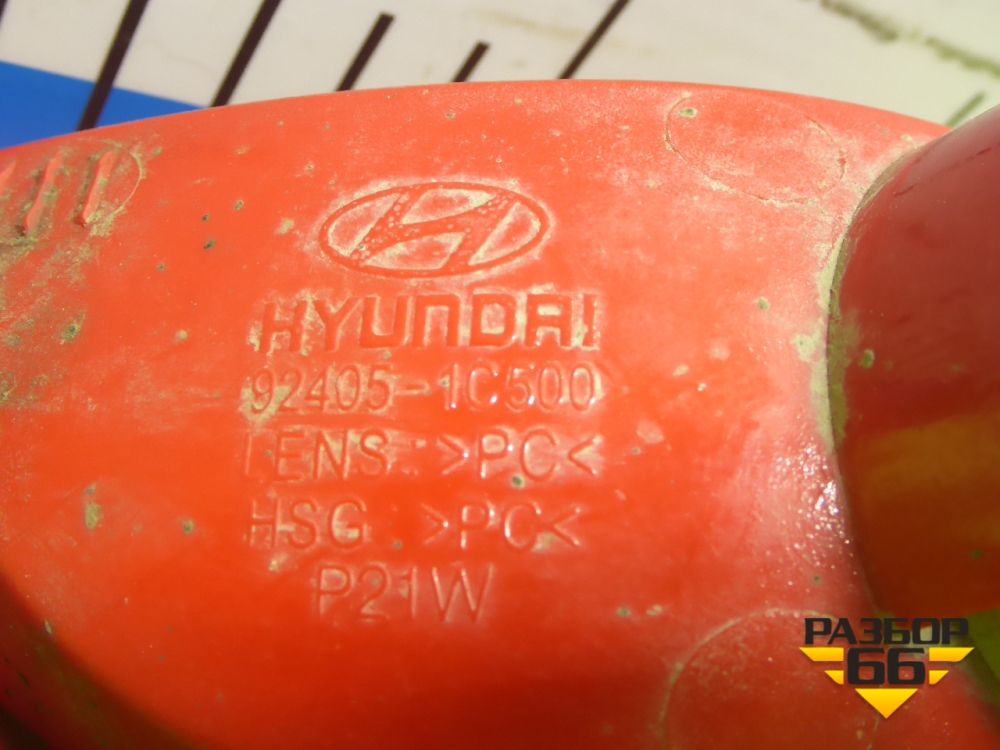 HYUNDAI
92405-1C500
LENS : >PC<
HSG : >PC<
P21W
РАЗБОР
66